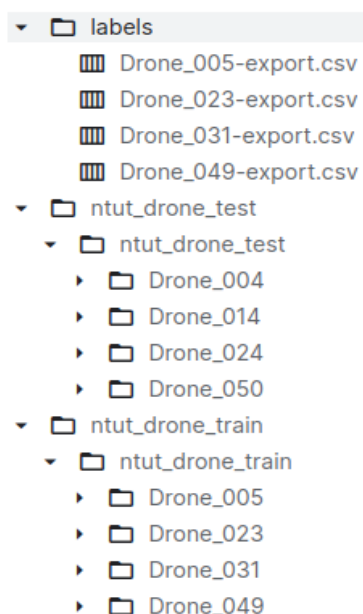 labels
Drone_005-export.csv
Drone_023-export.csv
Drone_031-export.csv
Drone_049-export.csv
ntut_drone_test
ntut_drone_test
Drone_004
Drone_014
Drone_024
Drone_050
ntut_drone_train
ntut_drone_train
Drone_005
Drone_023
Drone_031
Drone_049